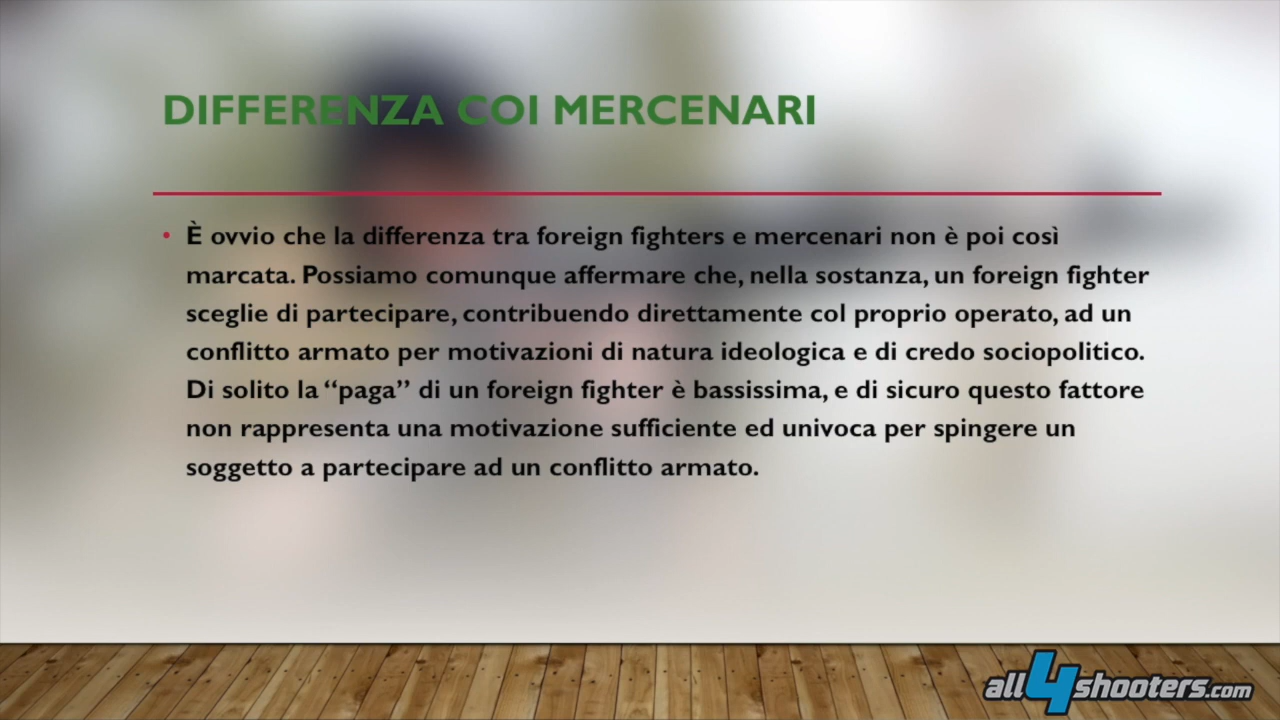 DIFFERENZA COI MERCENARI
• È ovvio che la differenza tra foreign fighters e mercenari non è poi così
marcata. Possiamo comunque affermare che, nella sostanza, un foreign fighter
sceglie di partecipare, contribuendo direttamente col proprio operato, ad un
conflitto armato per motivazioni di natura ideologica e di credo sociopolitico.
Di solito la “paga” di un foreign fighter è bassissima, e di sicuro questo fattore
non rappresenta una motivazione sufficiente ed univoca per spingere un
soggetto a partecipare ad un conflitto armato.
all4shooters.com